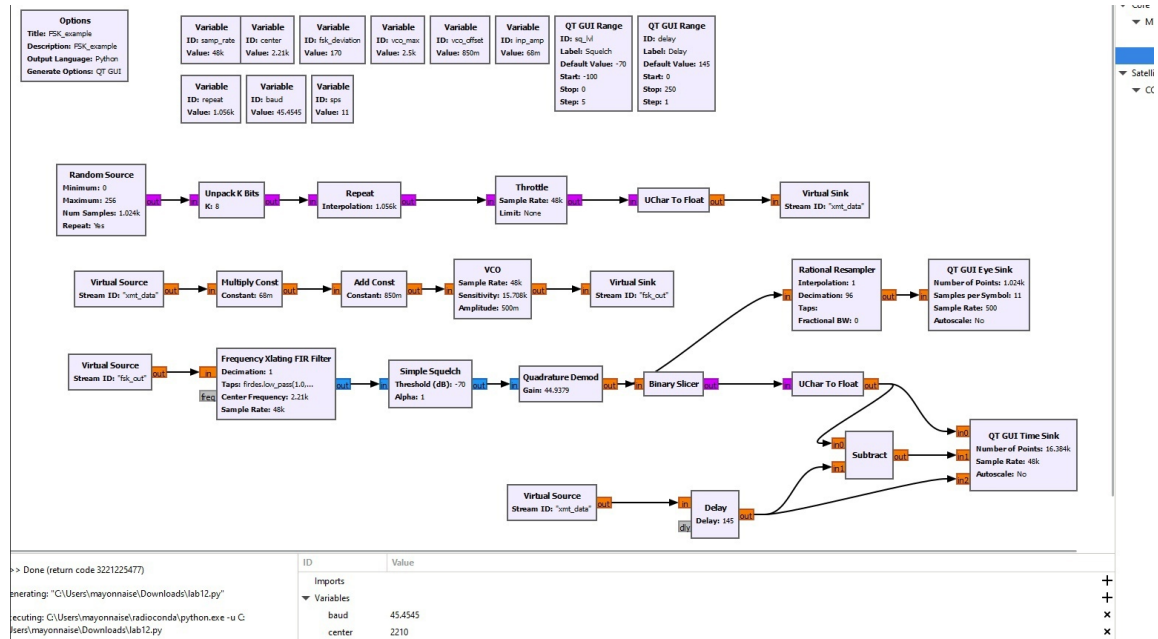 Options
Title: FSK_example
Description: FSK_example
Output Language: Python
Generate Options: QT GUI
Variable
ID: samp_rate
Value: 48k
Variable
ID: center
Value: 2.21k
Variable
ID: fsk_deviation
Value: 170
Variable
ID: vco_max
Value: 2.5k
Variable
ID: vco_offset
Value: 850m
Variable
ID: inp_amp
Value: 68m
QT GUI Range
ID: sq_lvl
Label: Squelch
Default Value: -70
Start: -100
Stop: 0
Step: 5
QT GUI Range
ID: delay
Label: Delay
Default Value: 145
Start: 0
Stop: 250
Step: 1
Variable
ID: repeat
Value: 1.056k
Variable
ID: baud
Value: 45.4545
Variable
ID: sps
Value: 11
Core
M
Satelli
CC
Random Source
Minimum: 0
Maximum: 256
Num Samples: 1.024k
Repeat: Yes
out
in
Unpack K Bits
K: 8
out
in
Repeat
Interpolation: 1.056k
out
in
Throttle
Sample Rate: 48k
Limit: None
out
in
UChar To Float
out
in
Virtual Sink
Stream ID: "xmt_data"
Virtual Source
Stream ID: "xmt_data"
out
in
Multiply Const
Constant: 68m
out
in
Add Const
Constant: 850m
out
in
VCO
Sample Rate: 48k
Sensitivity: 15.708k
Amplitude: 500m
out
in
Virtual Sink
Stream ID: "fsk_out"
in
Rational Resampler
Interpolation: 1
Decimation: 96
Taps:
Fractional BW: 0
out
in
QT GUI Eye Sink
Number of Points: 1.024k
Samples per Symbol: 11
Sample Rate: 500
Autoscale: No
Virtual Source
Stream ID: "fsk_out"
out
in
freq
Frequency Xlating FIR Filter
Decimation: 1
Taps: firdes.low_pass(1.0,...
Center Frequency: 2.21k
Sample Rate: 48k
out
in
Simple Squelch
Threshold (dB): -70
Alpha: 1
out
in
Quadrature Demod
Gain: 44.9379
out
in
Binary Slicer
out
in
UChar To Float
out
in0
in1
Subtract
out
in0
in1
in2
QT GUI Time Sink
Number of Points: 16.384k
Sample Rate: 48k
Autoscale: No
Virtual Source
Stream ID: "xmt_data"
out
in
dly
Delay
Delay: 145
out
>> Done (return code 3221225477)
enerating: "C:\Users\mayonnaise\Downloads\lab12.py"
ecuting: C:\Users\mayonnaise\radioconda\python.exe -u C:
Users\mayonnaise\Downloads\lab12.py
ID Value
Imports +
Variables +
baud 45.4545 ×
center 2210 ×